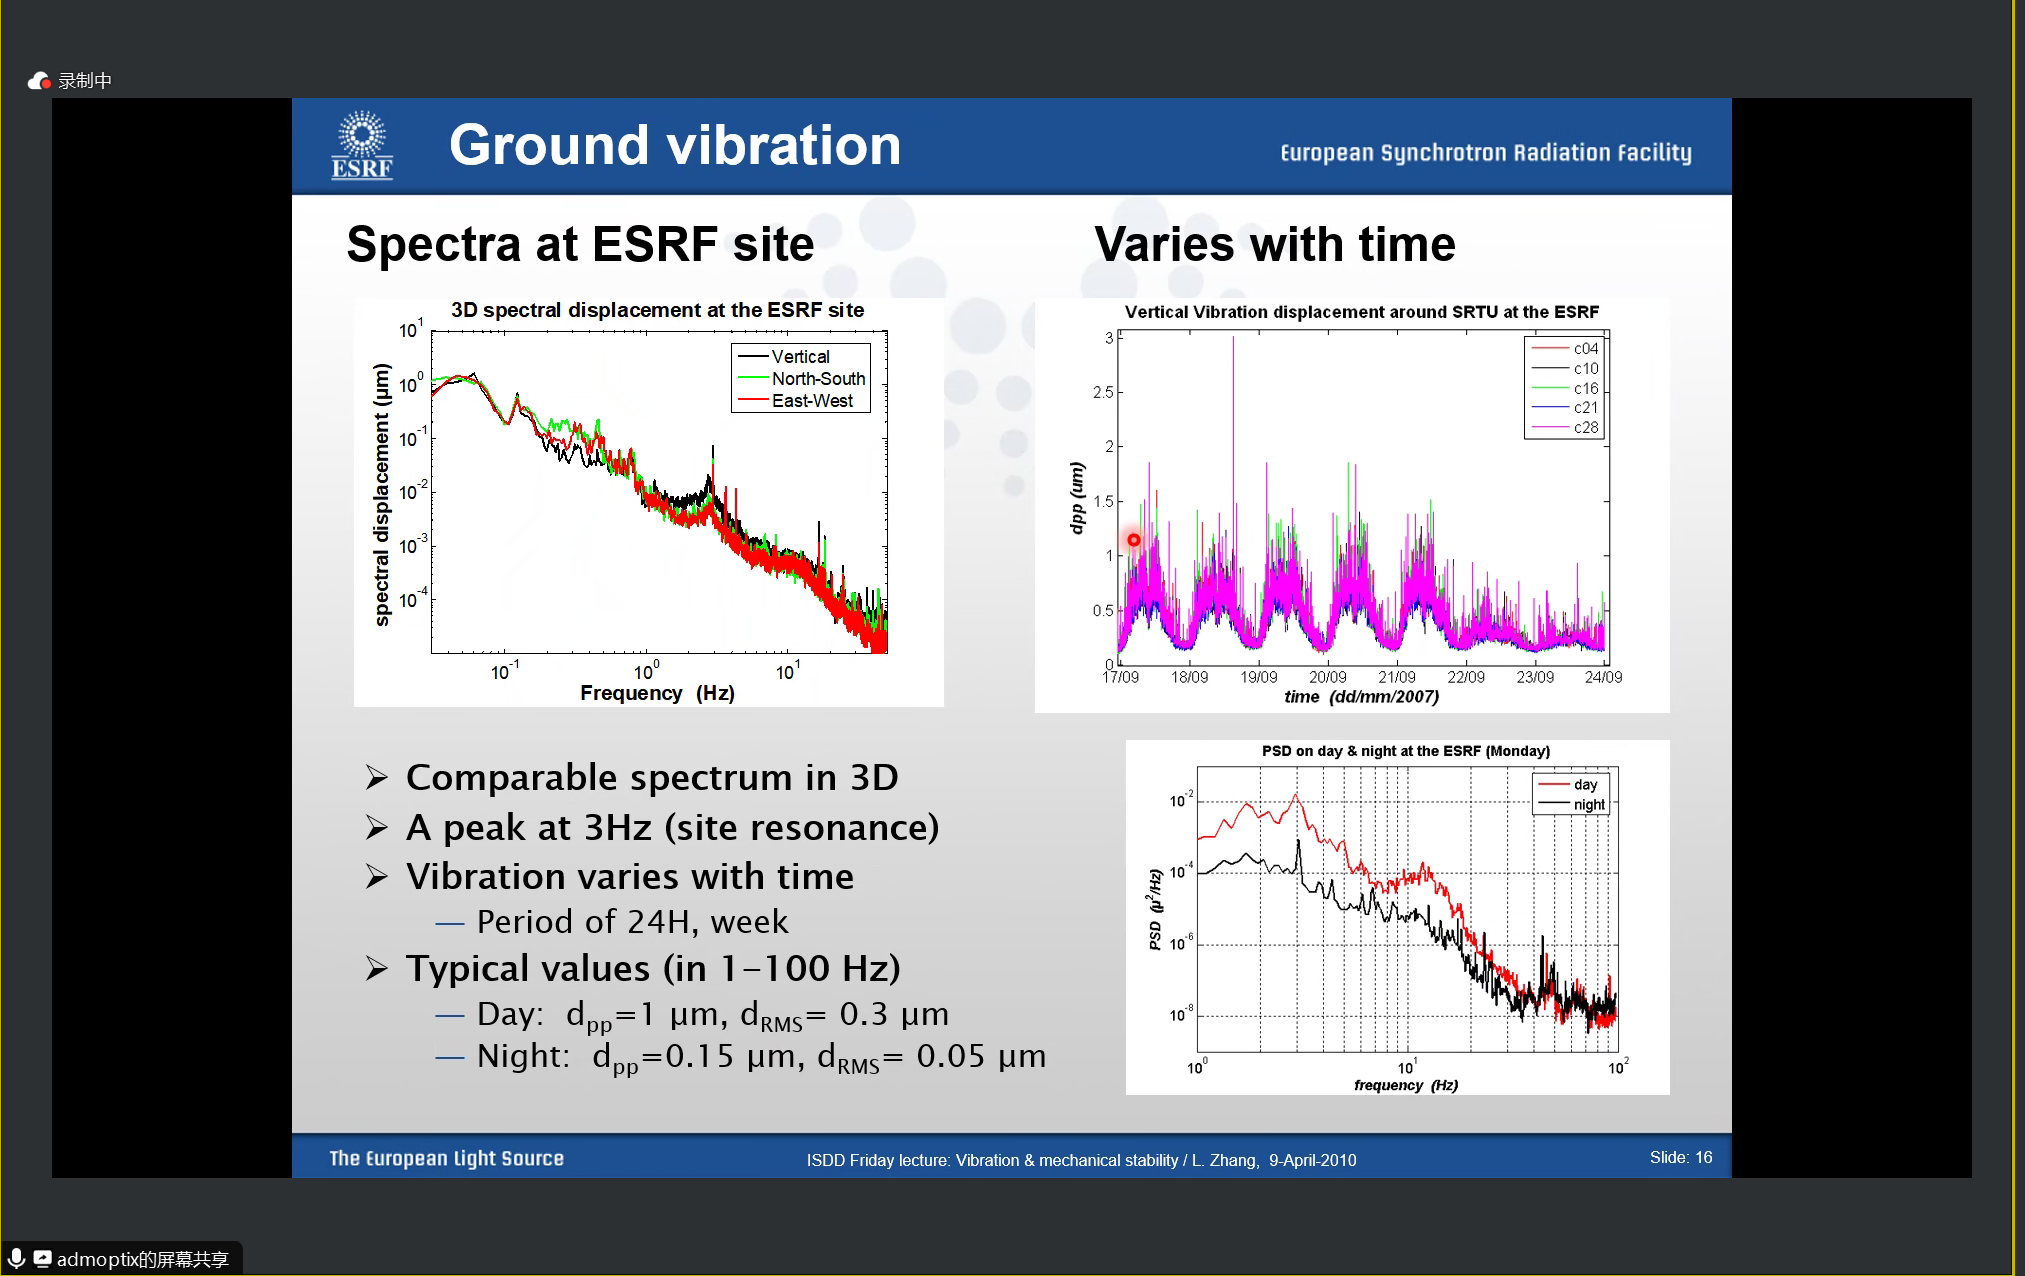 录制中
ESRF
Ground vibration
European Synchrotron Radiation Facility
Spectra at ESRF site
Varies with time
3D spectral displacement at the ESRF site
10^1
10^0
10^-1
10^-2
10^-3
10^-4
spectral displacement (µm)
Vertical
North-South
East-West
10^-1 10^0 10^1
Frequency (Hz)
Vertical Vibration displacement around SRTU at the ESRF
3
2.5
2
1.5
1
0.5
0
dpp (um)
c04
c10
c16
c21
c28
17/09 18/09 19/09 20/09 21/09 22/09 23/09 24/09
time (dd/mm/2007)
➢ Comparable spectrum in 3D
➢ A peak at 3Hz (site resonance)
➢ Vibration varies with time
— Period of 24H, week
➢ Typical values (in 1-100 Hz)
— Day: dpp=1 µm, dRMS= 0.3 µm
— Night: dpp=0.15 µm, dRMS= 0.05 µm
PSD on day & night at the ESRF (Monday)
10^-2
10^-4
10^-6
10^-8
PSD (µ^2/Hz)
day
night
10^0 10^1 10^2
frequency (Hz)
The European Light Source
ISDD Friday lecture: Vibration & mechanical stability / L. Zhang, 9-April-2010
Slide: 16
admoptix的屏幕共享